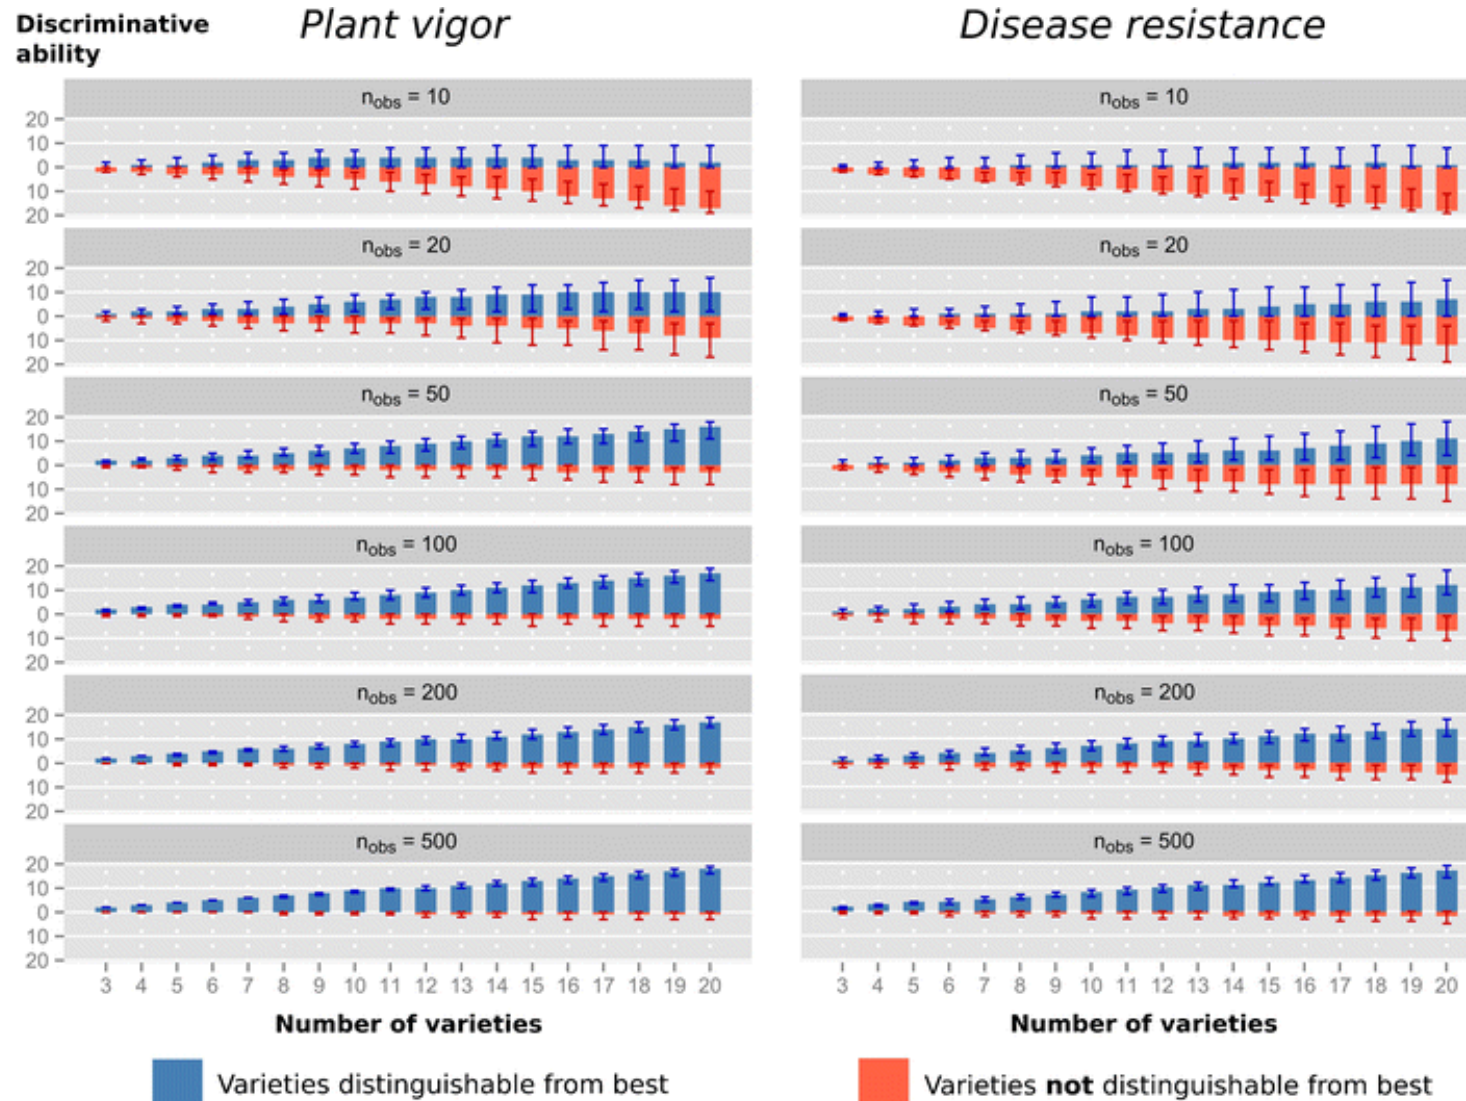 Discriminative
ability
Plant vigor
Disease resistance
nobs = 10
nobs = 10
20
10
0
10
20
nobs = 20
nobs = 20
20
10
0
10
20
nobs = 50
nobs = 50
20
10
0
10
20
nobs = 100
nobs = 100
20
10
0
10
20
nobs = 200
nobs = 200
20
10
0
10
20
nobs = 500
nobs = 500
20
10
0
10
20
3 4 5 6 7 8 9 10 11 12 13 14 15 16 17 18 19 20
3 4 5 6 7 8 9 10 11 12 13 14 15 16 17 18 19 20
Number of varieties
Number of varieties
Varieties distinguishable from best
Varieties not distinguishable from best